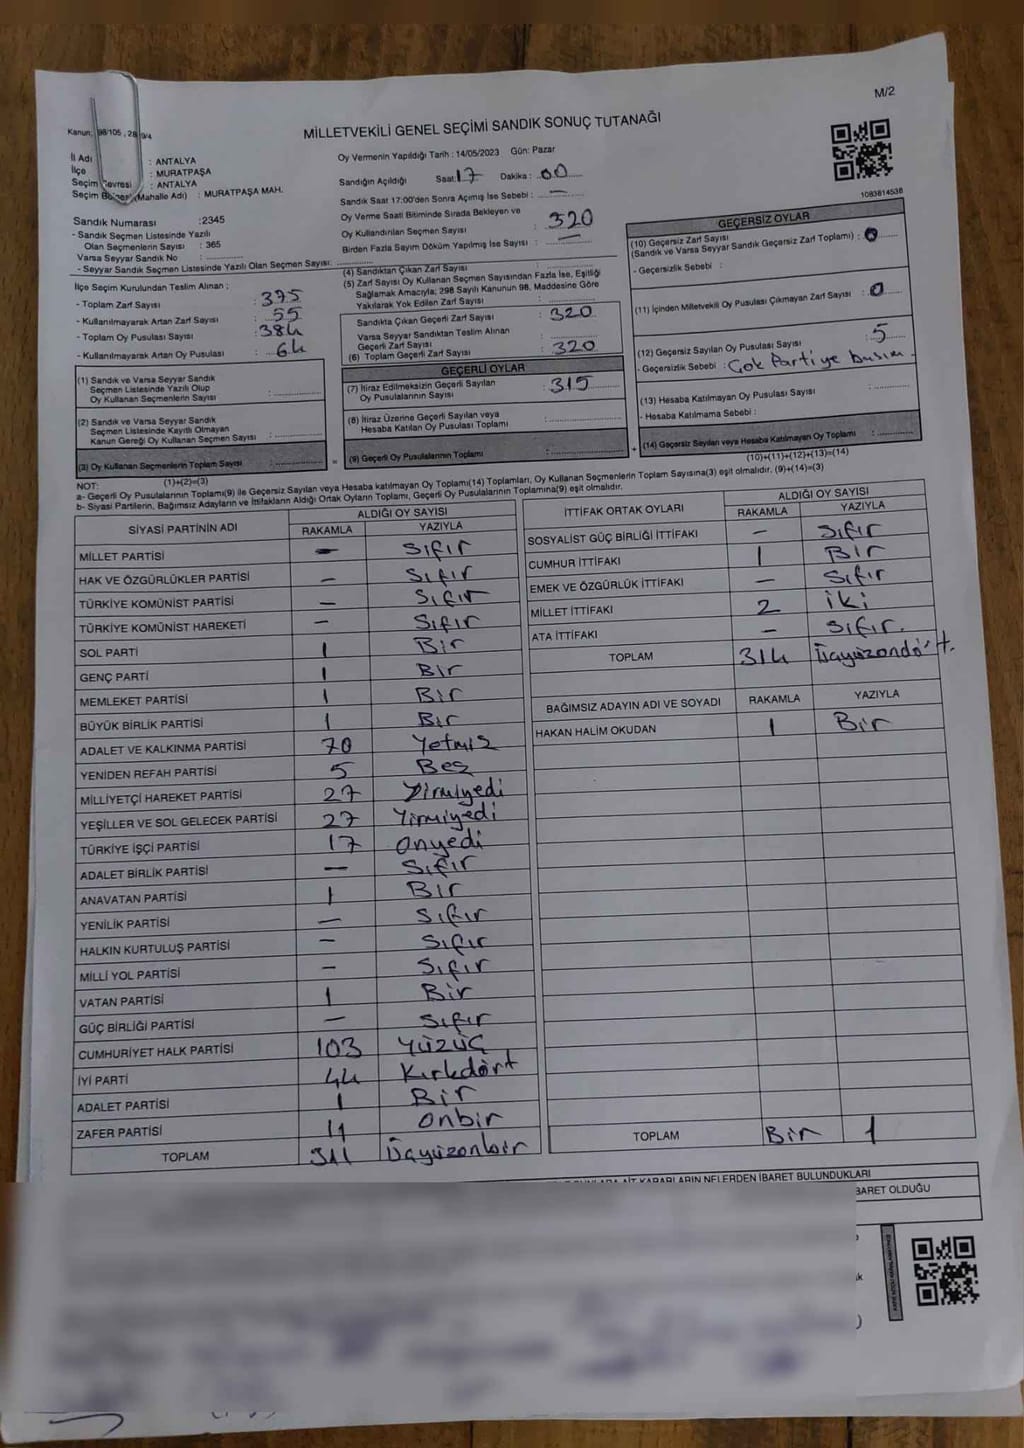 M/2
Kanun: 98/105, 28 9/4
MİLLETVEKİLİ GENEL SEÇİMİ SANDIK SONUÇ TUTANAĞI
İl Adı : ANTALYA
İlçe : MURATPAŞA
Seçim Çevresi : ANTALYA
Seçim (Mahalle Adı) : MURATPAŞA MAH.
Sandık Numarası :2345
- Sandık Seçmen Listesinde Yazılı
Olan Seçmenlerin Sayısı : 365
Varsa Seyyar Sandık No :
- Seyyar Sandık Seçmen Listesinde Yazılı Olan Seçmen Sayısı:
Oy Vermenin Yapıldığı Tarih : 14/05/2023 Gün: Pazar
Sandığın Açıldığı Saat: 17 Dakika : 00
Sandık Saat 17:00'den Sonra Açımış İse Sebebi : —
Oy Verme Saati Bitiminde Sırada Bekleyen ve
Oy Kullandırılan Seçmen Sayısı : 320
Birden Fazla Sayım Döküm Yapılmış İse Sayısı : —
1083814538
İlçe Seçim Kurulundan Teslim Alınan ;
- Toplam Zarf Sayısı : 375
- Kullanılmayarak Artan Zarf Sayısı : 55
- Toplam Oy Pusulası Sayısı : 384
- Kullanılmayarak Artan Oy Pusulası : 64
(1) Sandık ve Varsa Seyyar Sandık
Seçmen Listesinde Yazılı Olup
Oy Kullanan Seçmenlerin Sayısı :
(2) Sandık ve Varsa Seyyar Sandık
Seçmen Listesinde Kayıtlı Olmayan
Kanun Gereği Oy Kullanan Seçmen Sayısı :
(3) Oy Kullanan Seçmenlerin Toplam Sayısı :
(1)+(2)=(3)
(4) Sandıktan Çıkan Zarf Sayısı :
(5) Zarf Sayısı Oy Kullanan Seçmen Sayısından Fazla İse, Eşitliği
Sağlamak Amacıyla; 298 Sayılı Kanunun 98. Maddesine Göre
Yakılarak Yok Edilen Zarf Sayısı :
Sandıkta Çıkan Geçerli Zarf Sayısı : 320
Varsa Seyyar Sandıktan Teslim Alınan
Geçerli Zarf Sayısı :
(6) Toplam Geçerli Zarf Sayısı : 320
GEÇERLİ OYLAR
(7) İtiraz Edilmeksizin Geçerli Sayılan
Oy Pusulalarının Sayısı : 315
(8) İtiraz Üzerine Geçerli Sayılan veya
Hesaba Katılan Oy Pusulası Toplamı :
= (9) Geçerli Oy Pusulalarının Toplamı :
GEÇERSİZ OYLAR
(10) Geçersiz Zarf Sayısı
(Sandık ve Varsa Seyyar Sandık Geçersiz Zarf Toplamı) : 0
- Geçersizlik Sebebi :
(11) İçinden Milletvekili Oy Pusulası Çıkmayan Zarf Sayısı : 0
(12) Geçersiz Sayılan Oy Pusulası Sayısı : 5
- Geçersizlik Sebebi : Çok Partiye basım.
(13) Hesaba Katılmayan Oy Pusulası Sayısı :
- Hesaba Katılmama Sebebi :
+ (14) Geçersiz Sayılan veya Hesaba Katılmayan Oy Toplamı :
(10)+(11)+(12)+(13)=(14)
NOT:
a- Geçerli Oy Pusulalarının Toplamı(9) ile Geçersiz Sayılan veya Hesaba katılmayan Oy Toplamı(14) Toplamları, Oy Kullanan Seçmenlerin Toplam Sayısına(3) eşit olmalıdır. (9)+(14)=(3)
b- Siyasi Partilerin, Bağımsız Adayların ve İttifakların Aldığı Ortak Oyların Toplamı, Geçerli Oy Pusulalarının Toplamına(9) eşit olmalıdır.
SİYASİ PARTİNİN ADI ALDIĞI OY SAYISI
RAKAMLA YAZIYLA
MİLLET PARTİSİ — Sıfır
HAK VE ÖZGÜRLÜKLER PARTİSİ — Sıfır
TÜRKİYE KOMÜNİST PARTİSİ — Sıfır
TÜRKİYE KOMÜNİST HAREKETİ — Sıfır
SOL PARTİ 1 Bir
GENÇ PARTİ 1 Bir
MEMLEKET PARTİSİ 1 Bir
BÜYÜK BİRLİK PARTİSİ 1 Bir
ADALET VE KALKINMA PARTİSİ 70 Yetmiş
YENİDEN REFAH PARTİSİ 5 Beş
MİLLİYETÇİ HAREKET PARTİSİ 27 Yirmiyedi
YEŞİLLER VE SOL GELECEK PARTİSİ 27 Yirmiyedi
TÜRKİYE İŞÇİ PARTİSİ 17 Onyedi
ADALET BİRLİK PARTİSİ — Sıfır
ANAVATAN PARTİSİ 1 Bir
YENİLİK PARTİSİ — Sıfır
HALKIN KURTULUŞ PARTİSİ — Sıfır
MİLLİ YOL PARTİSİ — Sıfır
VATAN PARTİSİ 1 Bir
GÜÇ BİRLİĞİ PARTİSİ — Sıfır
CUMHURİYET HALK PARTİSİ 103 Yüzüç
İYİ PARTİ 44 Kırkdört
ADALET PARTİSİ 1 Bir
ZAFER PARTİSİ 11 Onbir
TOPLAM 311 Üçyüzonbir
İTTİFAK ORTAK OYLARI ALDIĞI OY SAYISI
RAKAMLA YAZIYLA
SOSYALİST GÜÇ BİRLİĞİ İTTİFAKI — Sıfır
CUMHUR İTTİFAKI 1 Bir
EMEK VE ÖZGÜRLÜK İTTİFAKI — Sıfır
MİLLET İTTİFAKI 2 İki
ATA İTTİFAKI — Sıfır.
TOPLAM 314 Üçyüzondört.
BAĞIMSIZ ADAYIN ADI VE SOYADI RAKAMLA YAZIYLA
HAKAN HALİM OKUDAN 1 Bir
TOPLAM Bir 1
KARARLARIN NELERDEN İBARET BULUNDUKLARI
BARET OLDUĞU